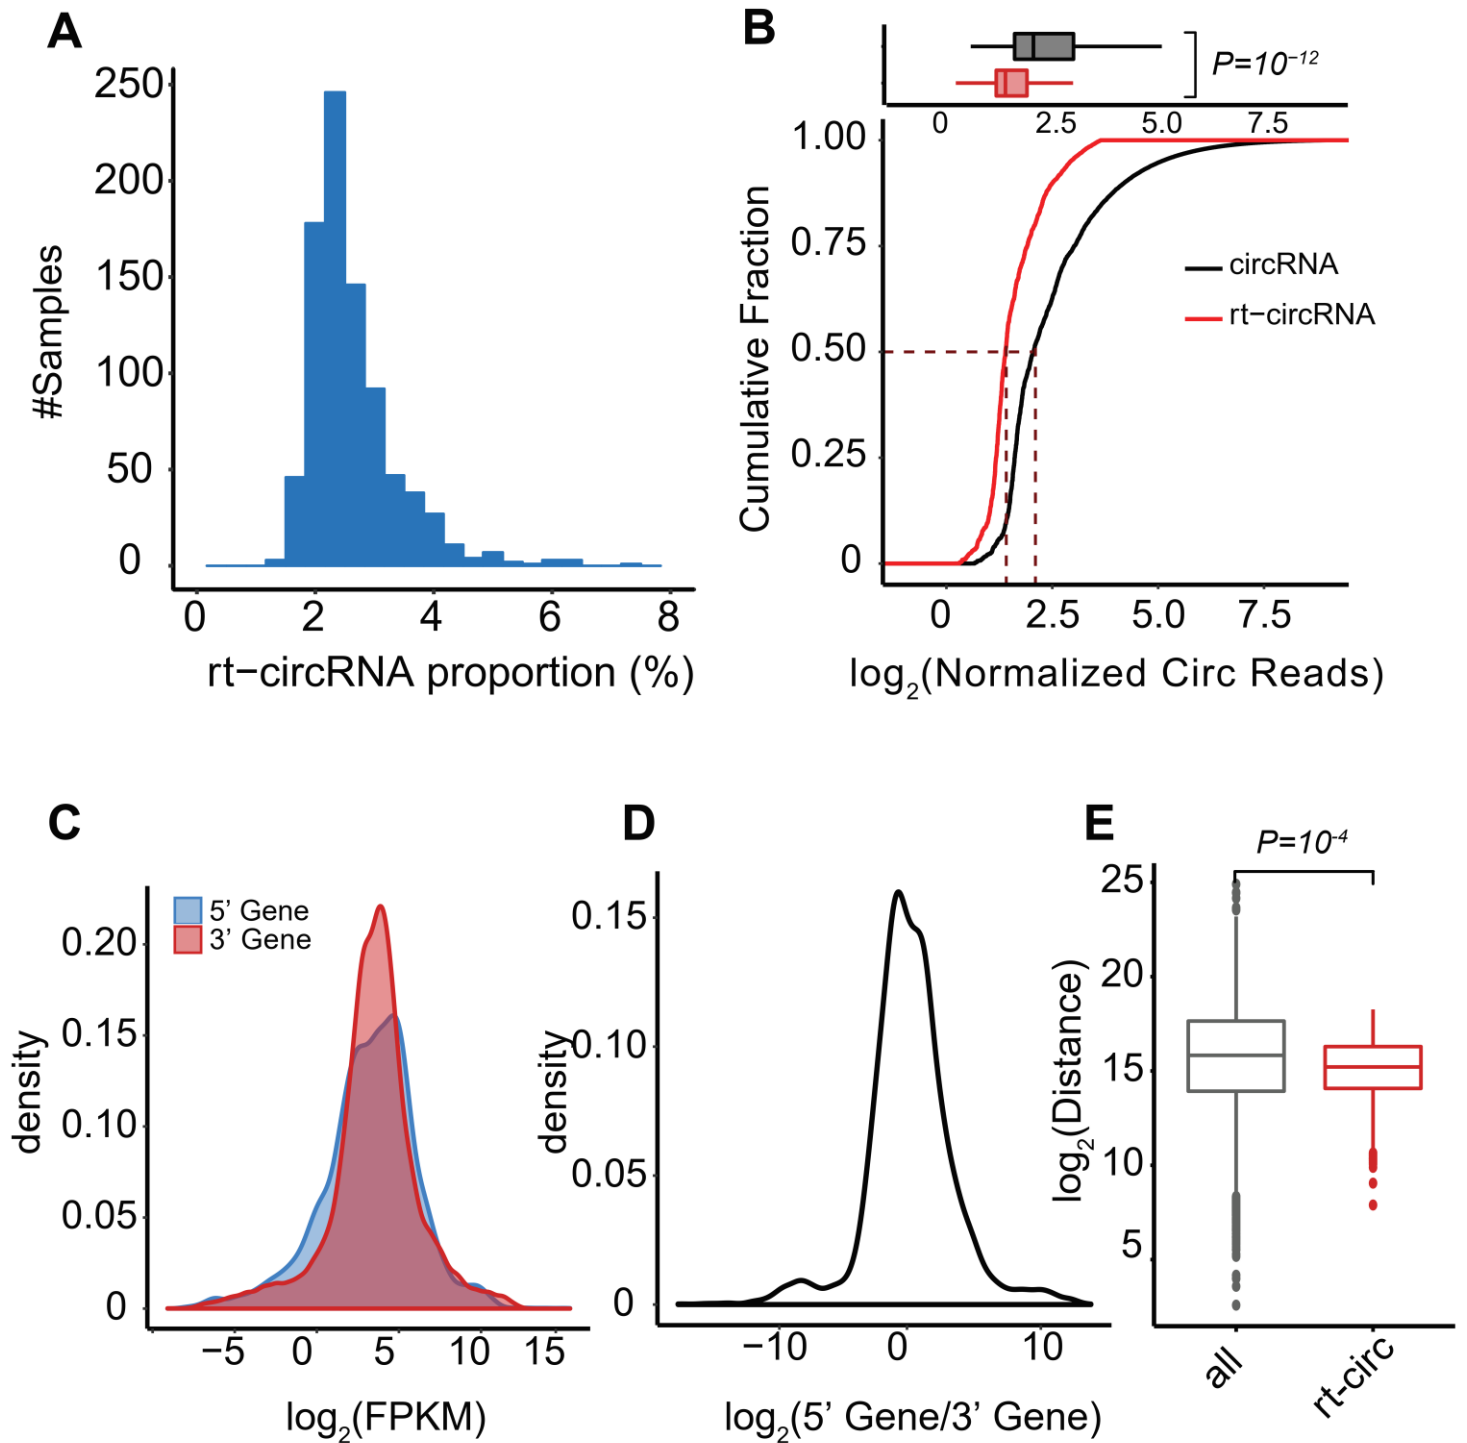 A
250
200
150
100
50
0
#Samples
0 2 4 6 8
rt−circRNA proportion (%)
B
P=10⁻¹²
0 2.5 5.0 7.5
1.00
0.75
0.50
0.25
0
Cumulative Fraction
circRNA
rt−circRNA
0 2.5 5.0 7.5
log₂(Normalized Circ Reads)
C
5’ Gene
3’ Gene
0.20
0.15
0.10
0.05
0
density
−5 0 5 10 15
log₂(FPKM)
D
0.15
0.10
0.05
0
density
−10 0 10
log₂(5’ Gene/3’ Gene)
E
P=10⁻⁴
25
20
15
10
5
log₂(Distance)
all
rt-circ